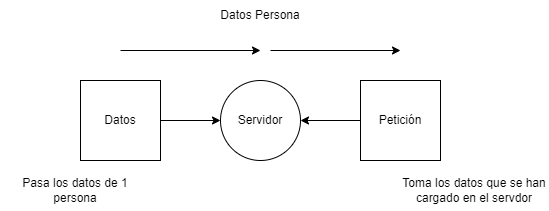 Datos Persona
Datos
Servidor
Petición
Pasa los datos de 1
persona
Toma los datos que se han
cargado en el servdor